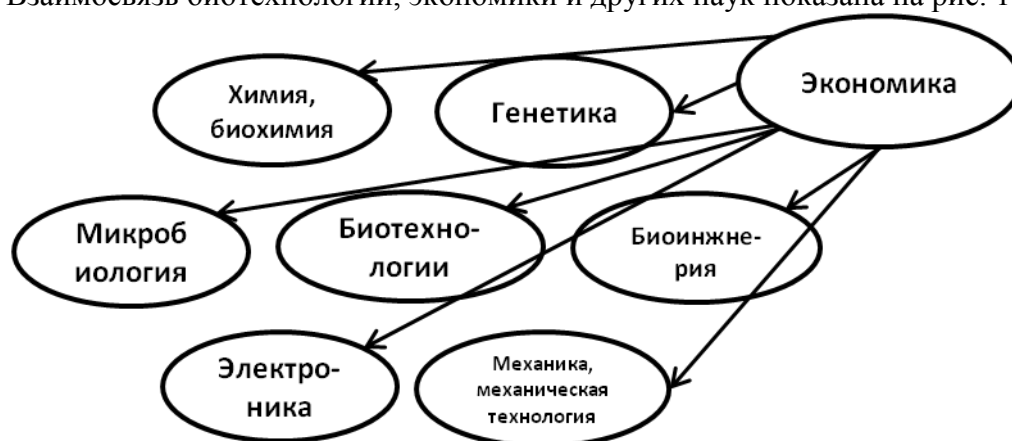 Взаимосвязь биотехнологии, экономики и других наук показана на рис. 1
Химия,
биохимия
Генетика
Экономика
Микроб
иология
Биотехно-
логии
Биоинжне-
рия
Электро-
ника
Механика,
механическая
технология